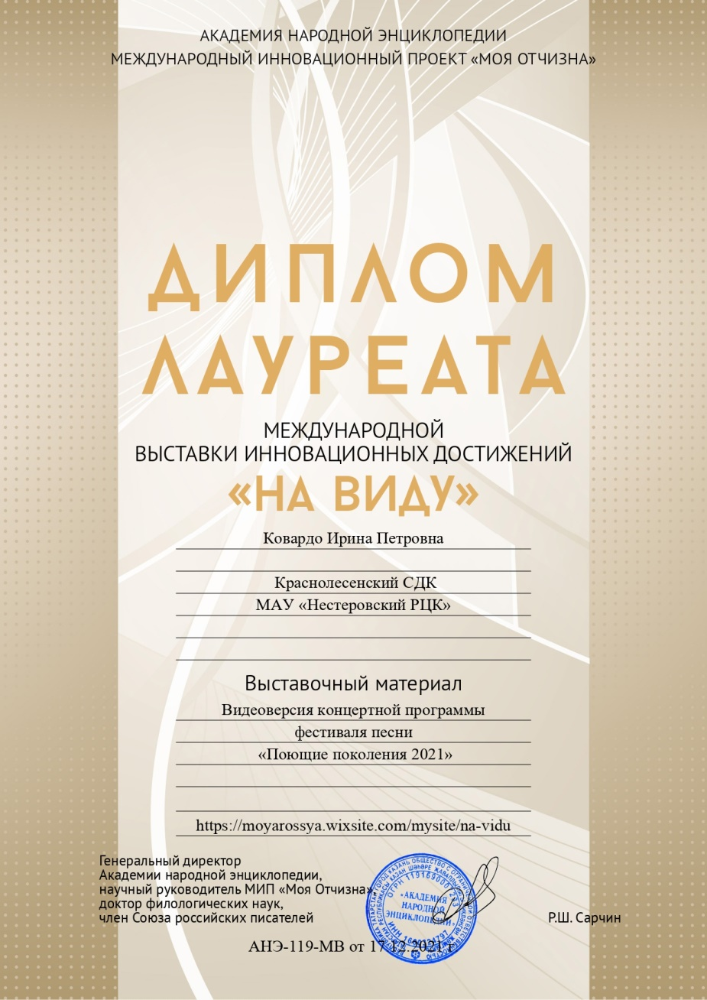 АКАДЕМИЯ НАРОДНОЙ ЭНЦИКЛОПЕДИИ
МЕЖДУНАРОДНЫЙ ИННОВАЦИОННЫЙ ПРОЕКТ «МОЯ ОТЧИЗНА»
ДИПЛОМ
ЛАУРЕАТА
МЕЖДУНАРОДНОЙ
ВЫСТАВКИ ИННОВАЦИОННЫХ ДОСТИЖЕНИЙ
«НА ВИДУ»
Ковардо Ирина Петровна
Краснолесенский СДК
МАУ «Нестеровский РЦК»
Выставочный материал
Видеоверсия концертной программы
фестиваля песни
«Поющие поколения 2021»
https://moyarossya.wixsite.com/mysite/na-vidu
Генеральный директор
Академии народной энциклопедии,
научный руководитель МИП «Моя Отчизна»,
доктор филологических наук,
член Союза российских писателей
Р.Ш. Сарчин
«АКАДЕМИЯ
НАРОДНОЙ
ЭНЦИКЛОПЕДИИ»
АНЭ-119-МВ от 17.12.2021 г